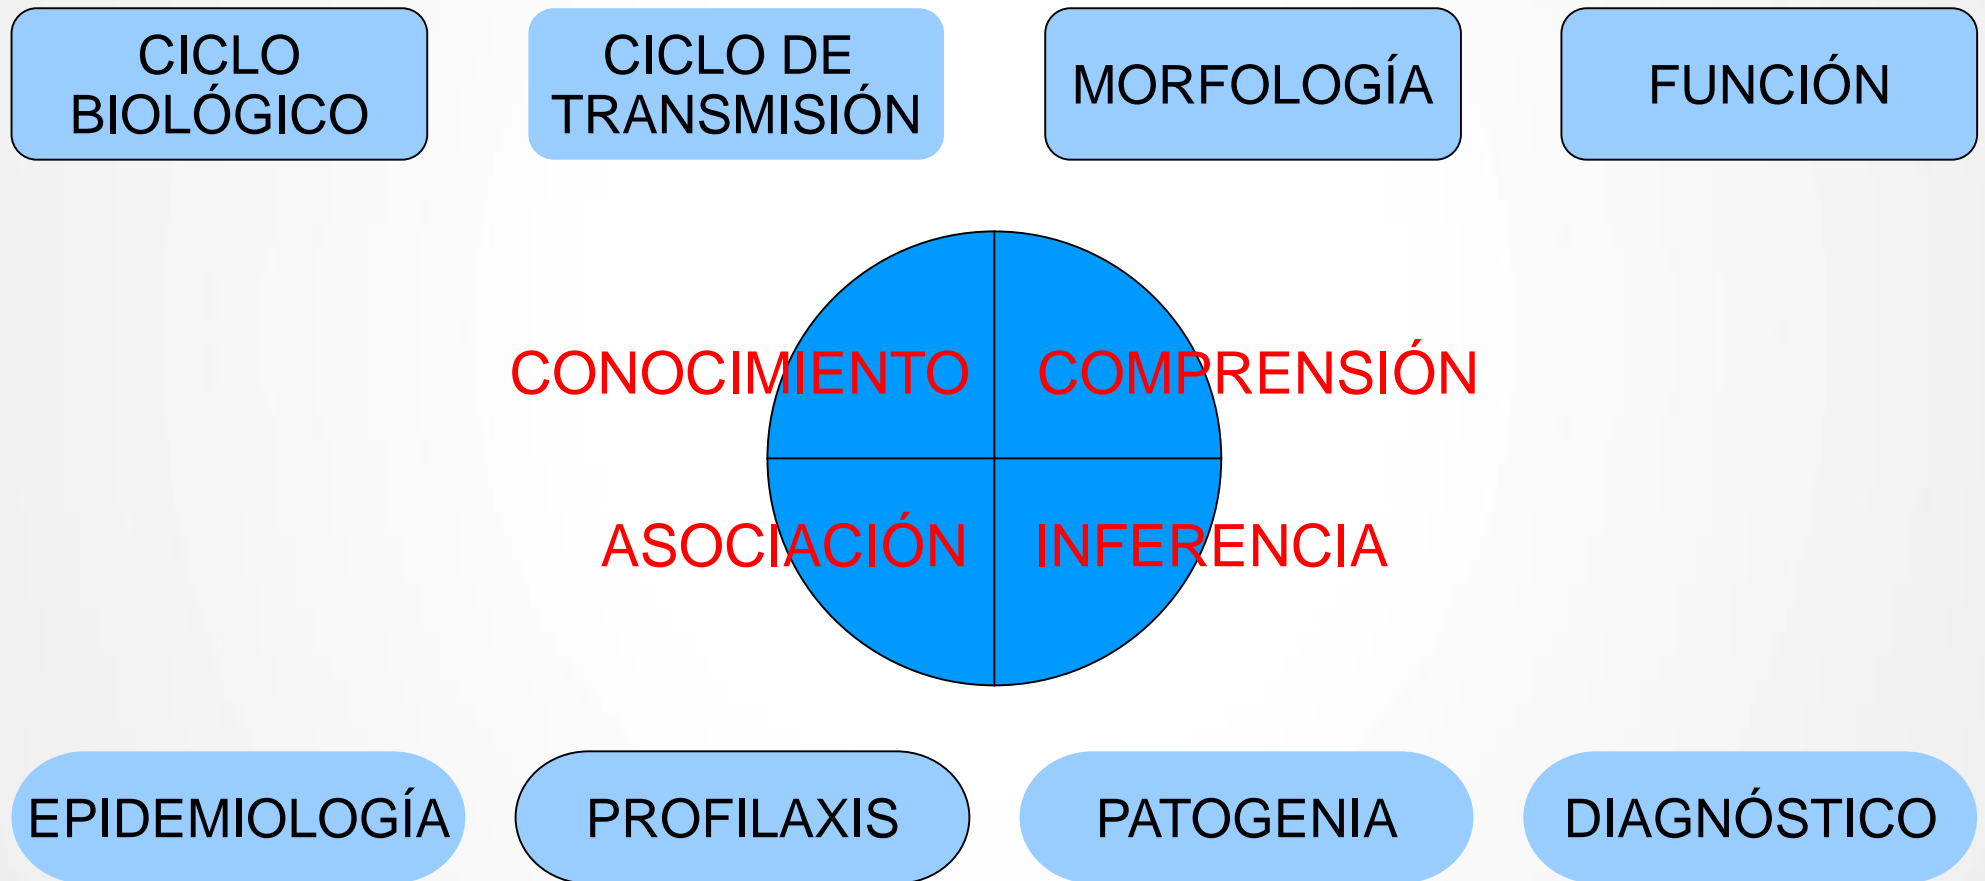 CICLO
BIOLÓGICO
CICLO DE
TRANSMISIÓN
MORFOLOGÍA
FUNCIÓN
CONOCIMIENTO
COMPRENSIÓN
ASOCIACIÓN
INFERENCIA
EPIDEMIOLOGÍA
PROFILAXIS
PATOGENIA
DIAGNÓSTICO